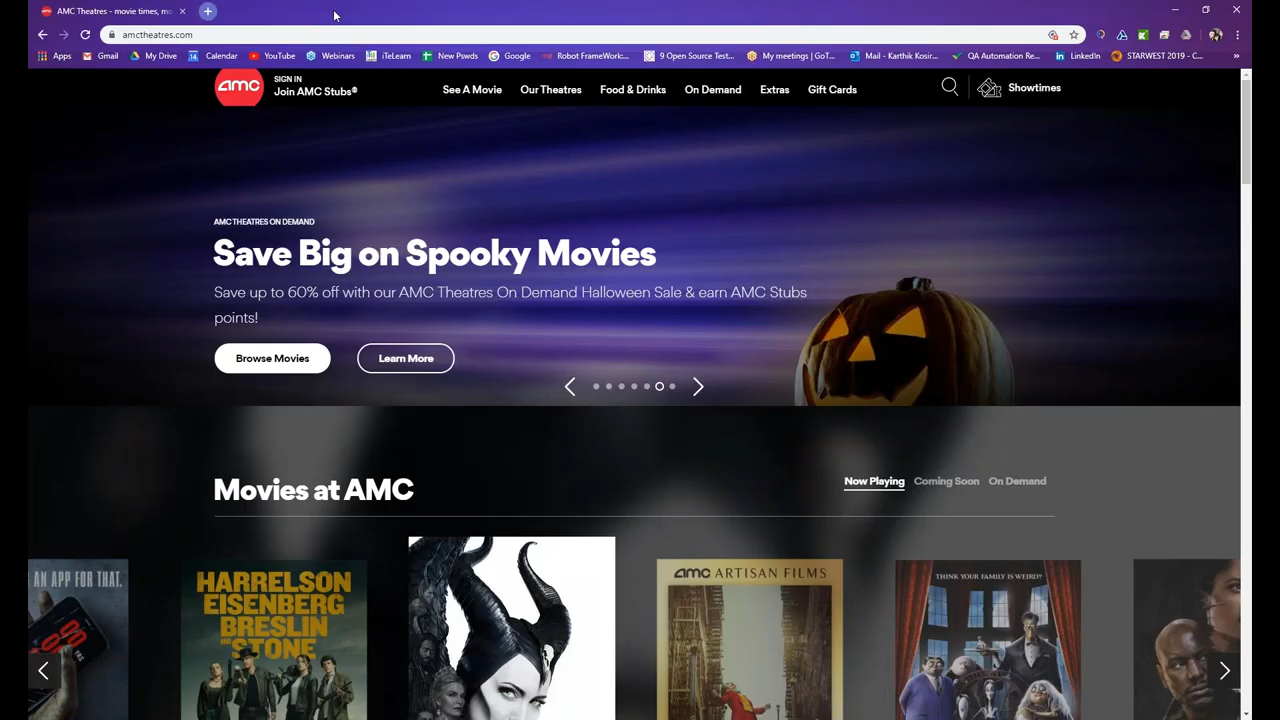 AMC Theatres - movie times, mo
amctheatres.com
Apps
Gmail
My Drive
Calendar
YouTube
Webinars
iTeLearn
New Pswds
Google
Robot FrameWork:...
9 Open Source Test...
My meetings | GoT...
Mail - Karthik Kosir...
QA Automation Re...
LinkedIn
STARWEST 2019 - C...
»
amc
SIGN IN
Join AMC Stubs®
See A Movie
Our Theatres
Food & Drinks
On Demand
Extras
Gift Cards
Showtimes
AMC THEATRES ON DEMAND
Save Big on Spooky Movies
Save up to 60% off with our AMC Theatres On Demand Halloween Sale & earn AMC Stubs
points!
Browse Movies
Learn More
Movies at AMC
Now Playing
Coming Soon
On Demand
AN APP FOR THAT.
HARRELSON
EISENBERG
BRESLIN
AND STONE
amc ARTISAN FILMS
THINK YOUR FAMILY IS WEIRD?